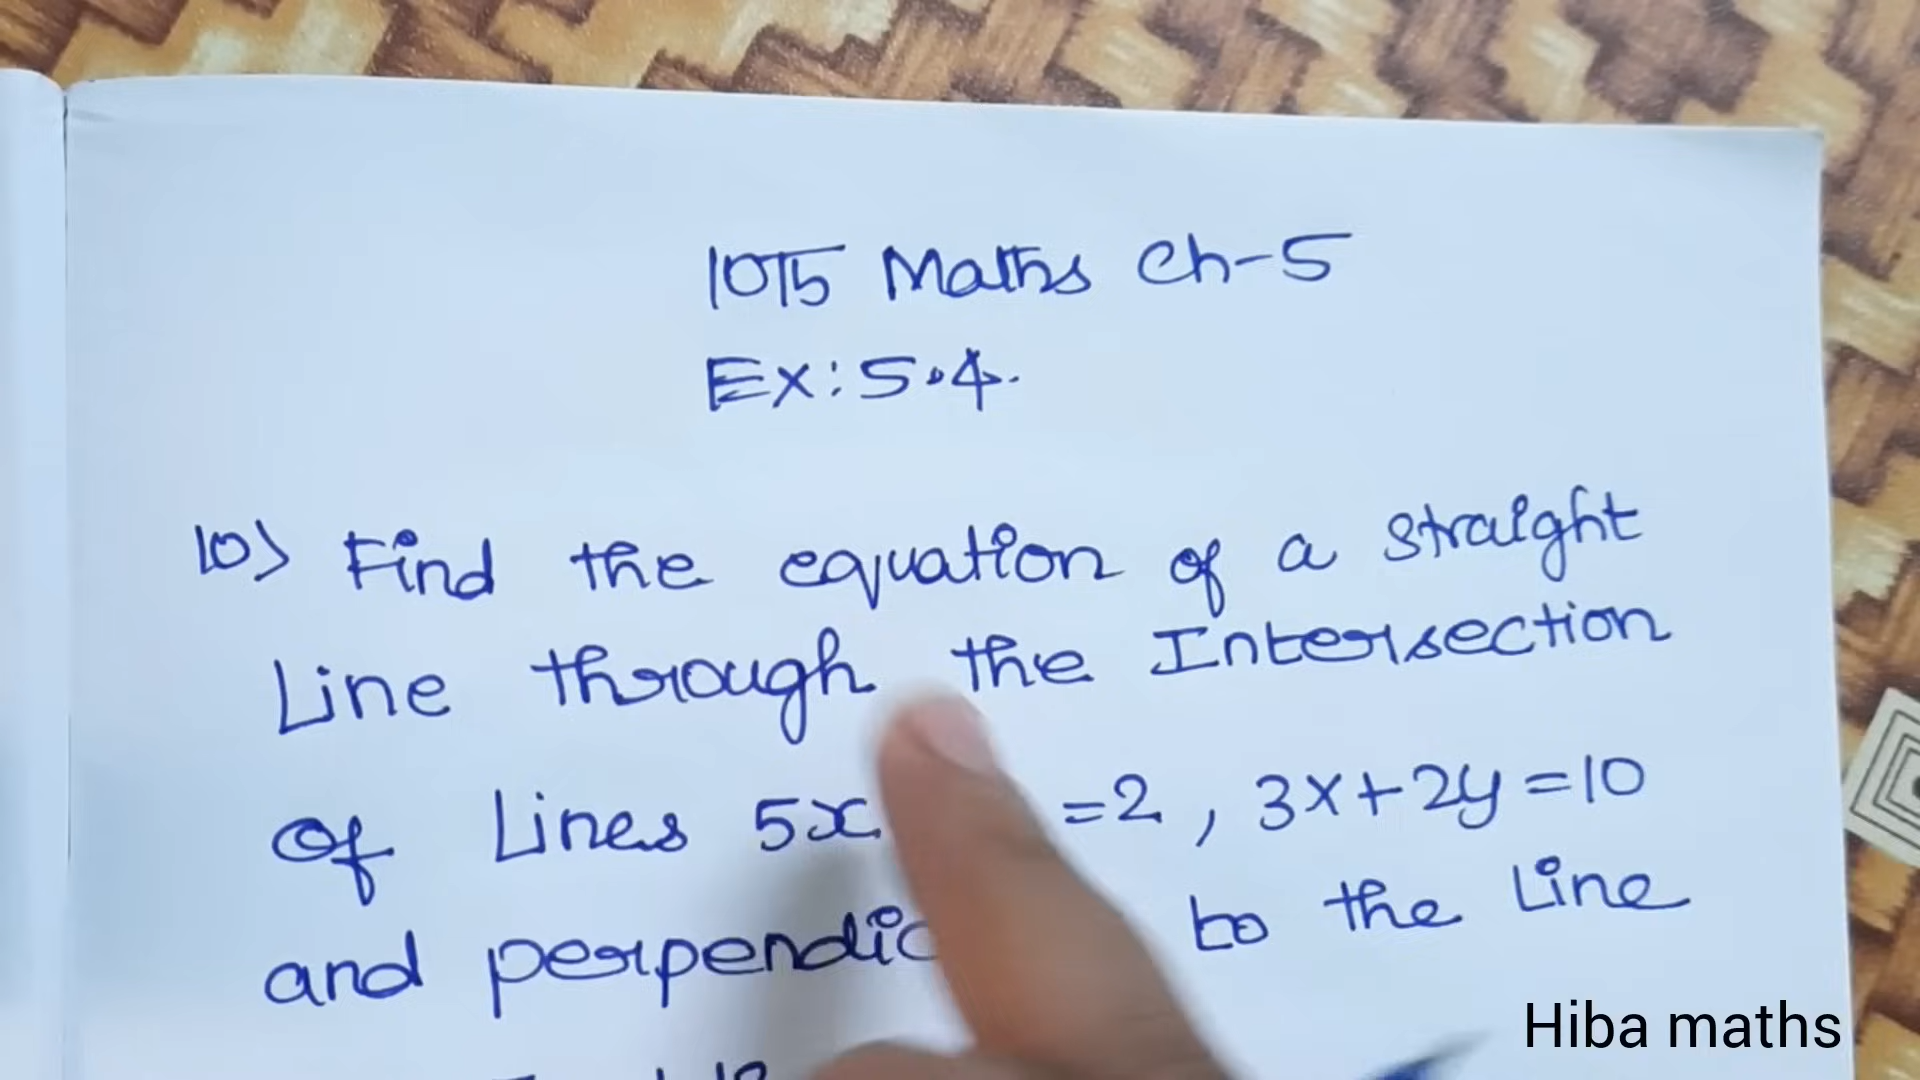 10th Maths Ch-5
Ex: 5.4.
10) Find the equation of a straight
Line through the Intersection
of Lines 5x =2, 3x+2y=10
and to the Line
Hiba maths